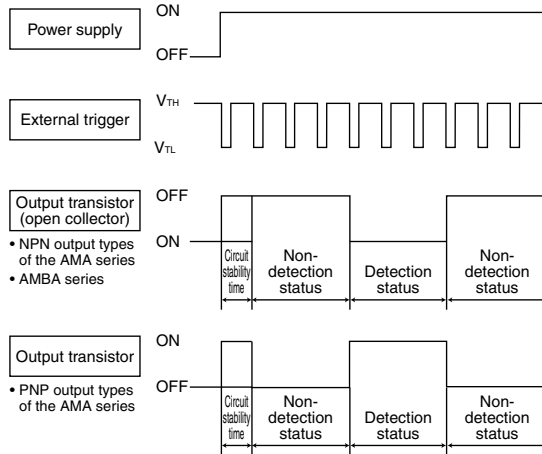 Power supply
ON
OFF
External trigger
VTH
VTL
Output transistor
(open collector)
• NPN output types
of the AMA series
• AMBA series
OFF
ON
Circuit
stability
time
Non-
detection
status
Detection
status
Non-
detection
status
Output transistor
• PNP output types
of the AMA series
ON
OFF
Circuit
stability
time
Non-
detection
status
Detection
status
Non-
detection
status